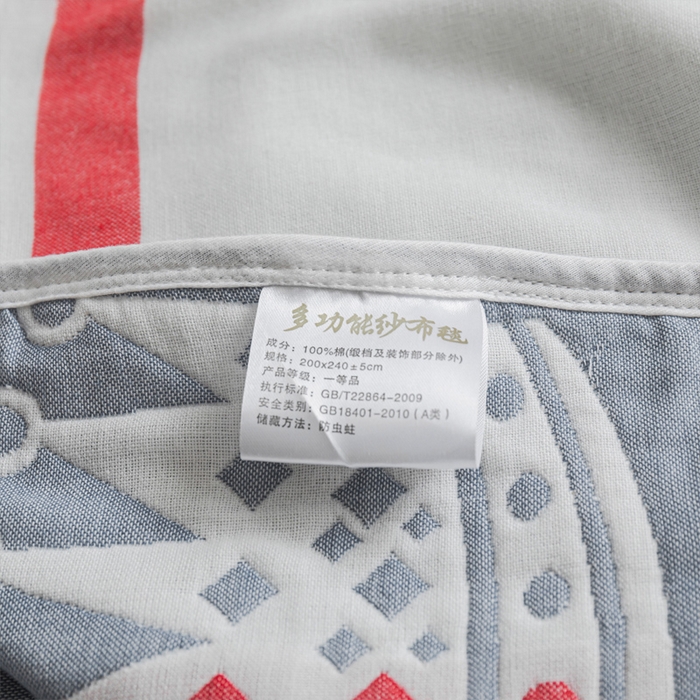 多功能纱布毯
成分：100%棉(缎档及装饰部分除外)
规格：200x240±5cm
产品等级：一等品
执行标准：GB/T22864-2009
安全类别：GB18401-2010（A类）
储藏方法：防虫蛀